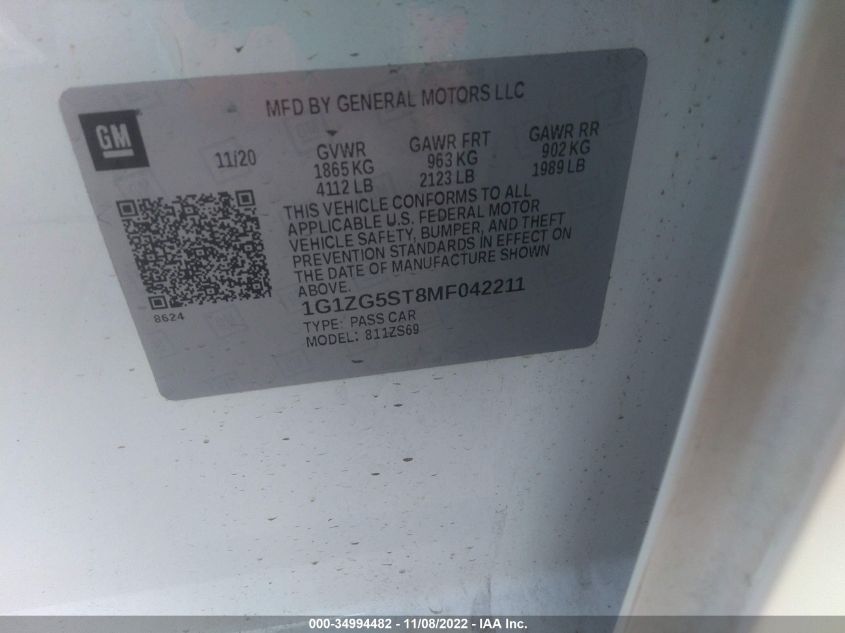 MFD BY GENERAL MOTORS LLC
GM
11/20
GVWR
1865 KG
4112 LB
GAWR FRT
963 KG
2123 LB
GAWR RR
902 KG
1989 LB
THIS VEHICLE CONFORMS TO ALL
APPLICABLE U.S. FEDERAL MOTOR
VEHICLE SAFETY, BUMPER, AND THEFT
PREVENTION STANDARDS IN EFFECT ON
THE DATE OF MANUFACTURE SHOWN
ABOVE.
8624
1G1ZG5ST8MF042211
TYPE: PASS CAR
MODEL: 811ZS69
000-34994482 - 11/08/2022 - IAA Inc.